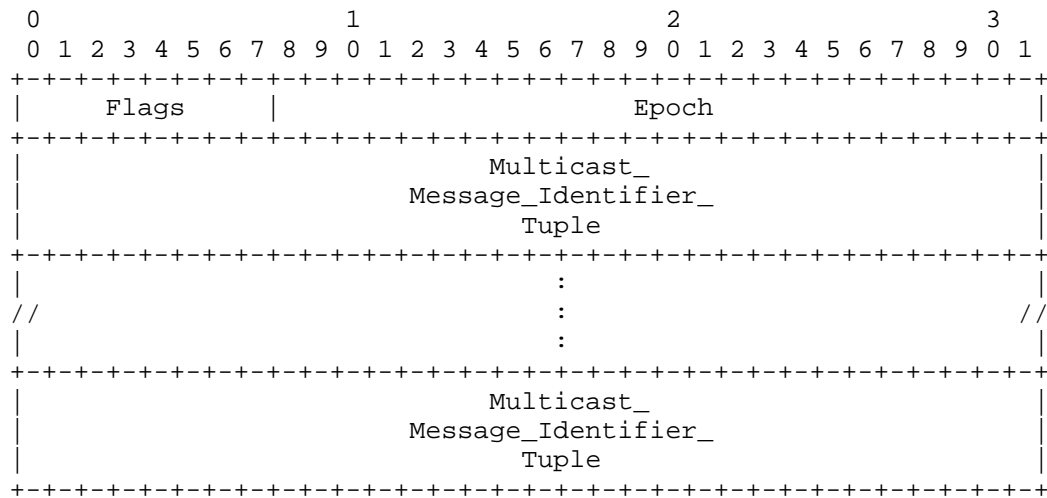 0                   1                   2                   3
 0 1 2 3 4 5 6 7 8 9 0 1 2 3 4 5 6 7 8 9 0 1 2 3 4 5 6 7 8 9 0 1
+-+-+-+-+-+-+-+-+-+-+-+-+-+-+-+-+-+-+-+-+-+-+-+-+-+-+-+-+-+-+-+-+
|     Flags     |                      Epoch                    |
+-+-+-+-+-+-+-+-+-+-+-+-+-+-+-+-+-+-+-+-+-+-+-+-+-+-+-+-+-+-+-+-+
|                             Multicast_                        |
|                        Message_Identifier_                    |
|                               Tuple                           |
+-+-+-+-+-+-+-+-+-+-+-+-+-+-+-+-+-+-+-+-+-+-+-+-+-+-+-+-+-+-+-+-+
|                                 :                             |
//                                :                            //
|                                 :                             |
+-+-+-+-+-+-+-+-+-+-+-+-+-+-+-+-+-+-+-+-+-+-+-+-+-+-+-+-+-+-+-+-+
|                             Multicast_                        |
|                        Message_Identifier_                    |
|                               Tuple                           |
+-+-+-+-+-+-+-+-+-+-+-+-+-+-+-+-+-+-+-+-+-+-+-+-+-+-+-+-+-+-+-+-+